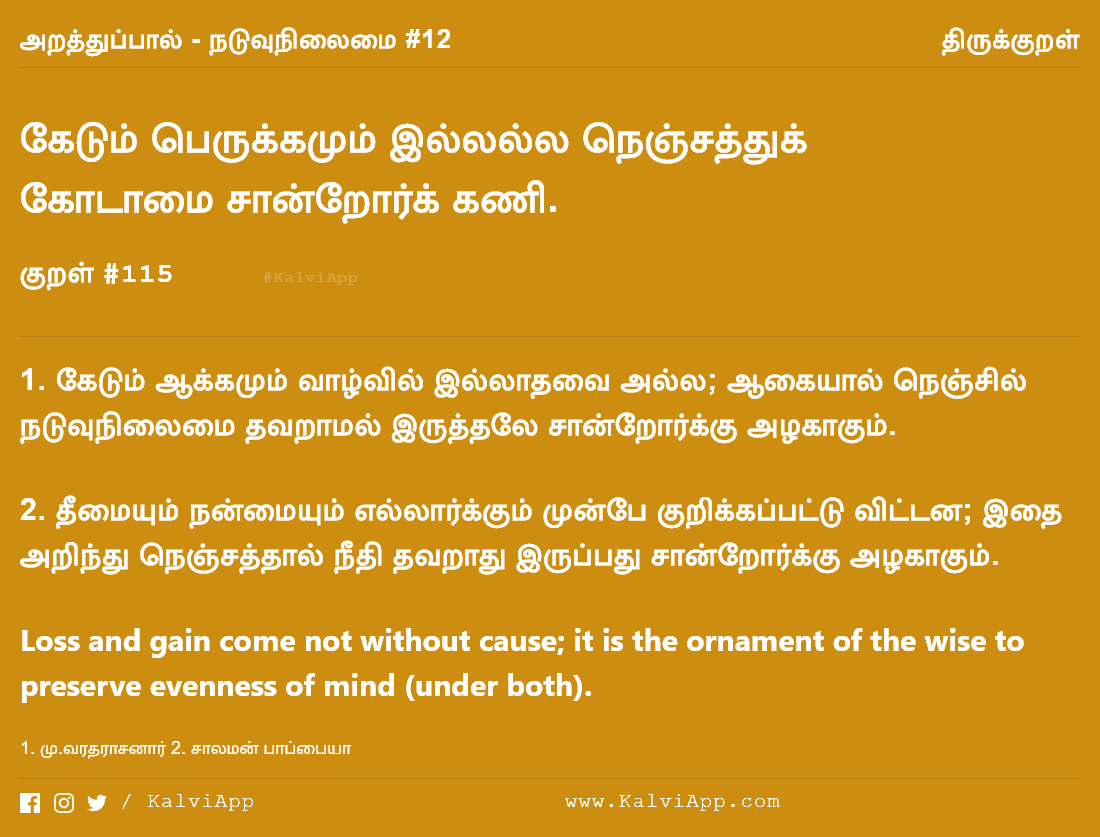 அறத்துப்பால் - நடுவுநிலைமை #12
திருக்குறள்
கேடும் பெருக்கமும் இல்லல்ல நெஞ்சத்துக்
கோடாமை சான்றோர்க் கணி.
குறள் #115
#KalviApp
1. கேடும் ஆக்கமும் வாழ்வில் இல்லாதவை அல்ல; ஆகையால் நெஞ்சில்
நடுவுநிலைமை தவறாமல் இருத்தலே சான்றோர்க்கு அழகாகும்.
2. தீமையும் நன்மையும் எல்லார்க்கும் முன்பே குறிக்கப்பட்டு விட்டன; இதை
அறிந்து நெஞ்சத்தால் நீதி தவறாது இருப்பது சான்றோர்க்கு அழகாகும்.
Loss and gain come not without cause; it is the ornament of the wise to
preserve evenness of mind (under both).
1. மு.வரதராசனார் 2. சாலமன் பாப்பையா
/ KalviApp
www.KalviApp.com